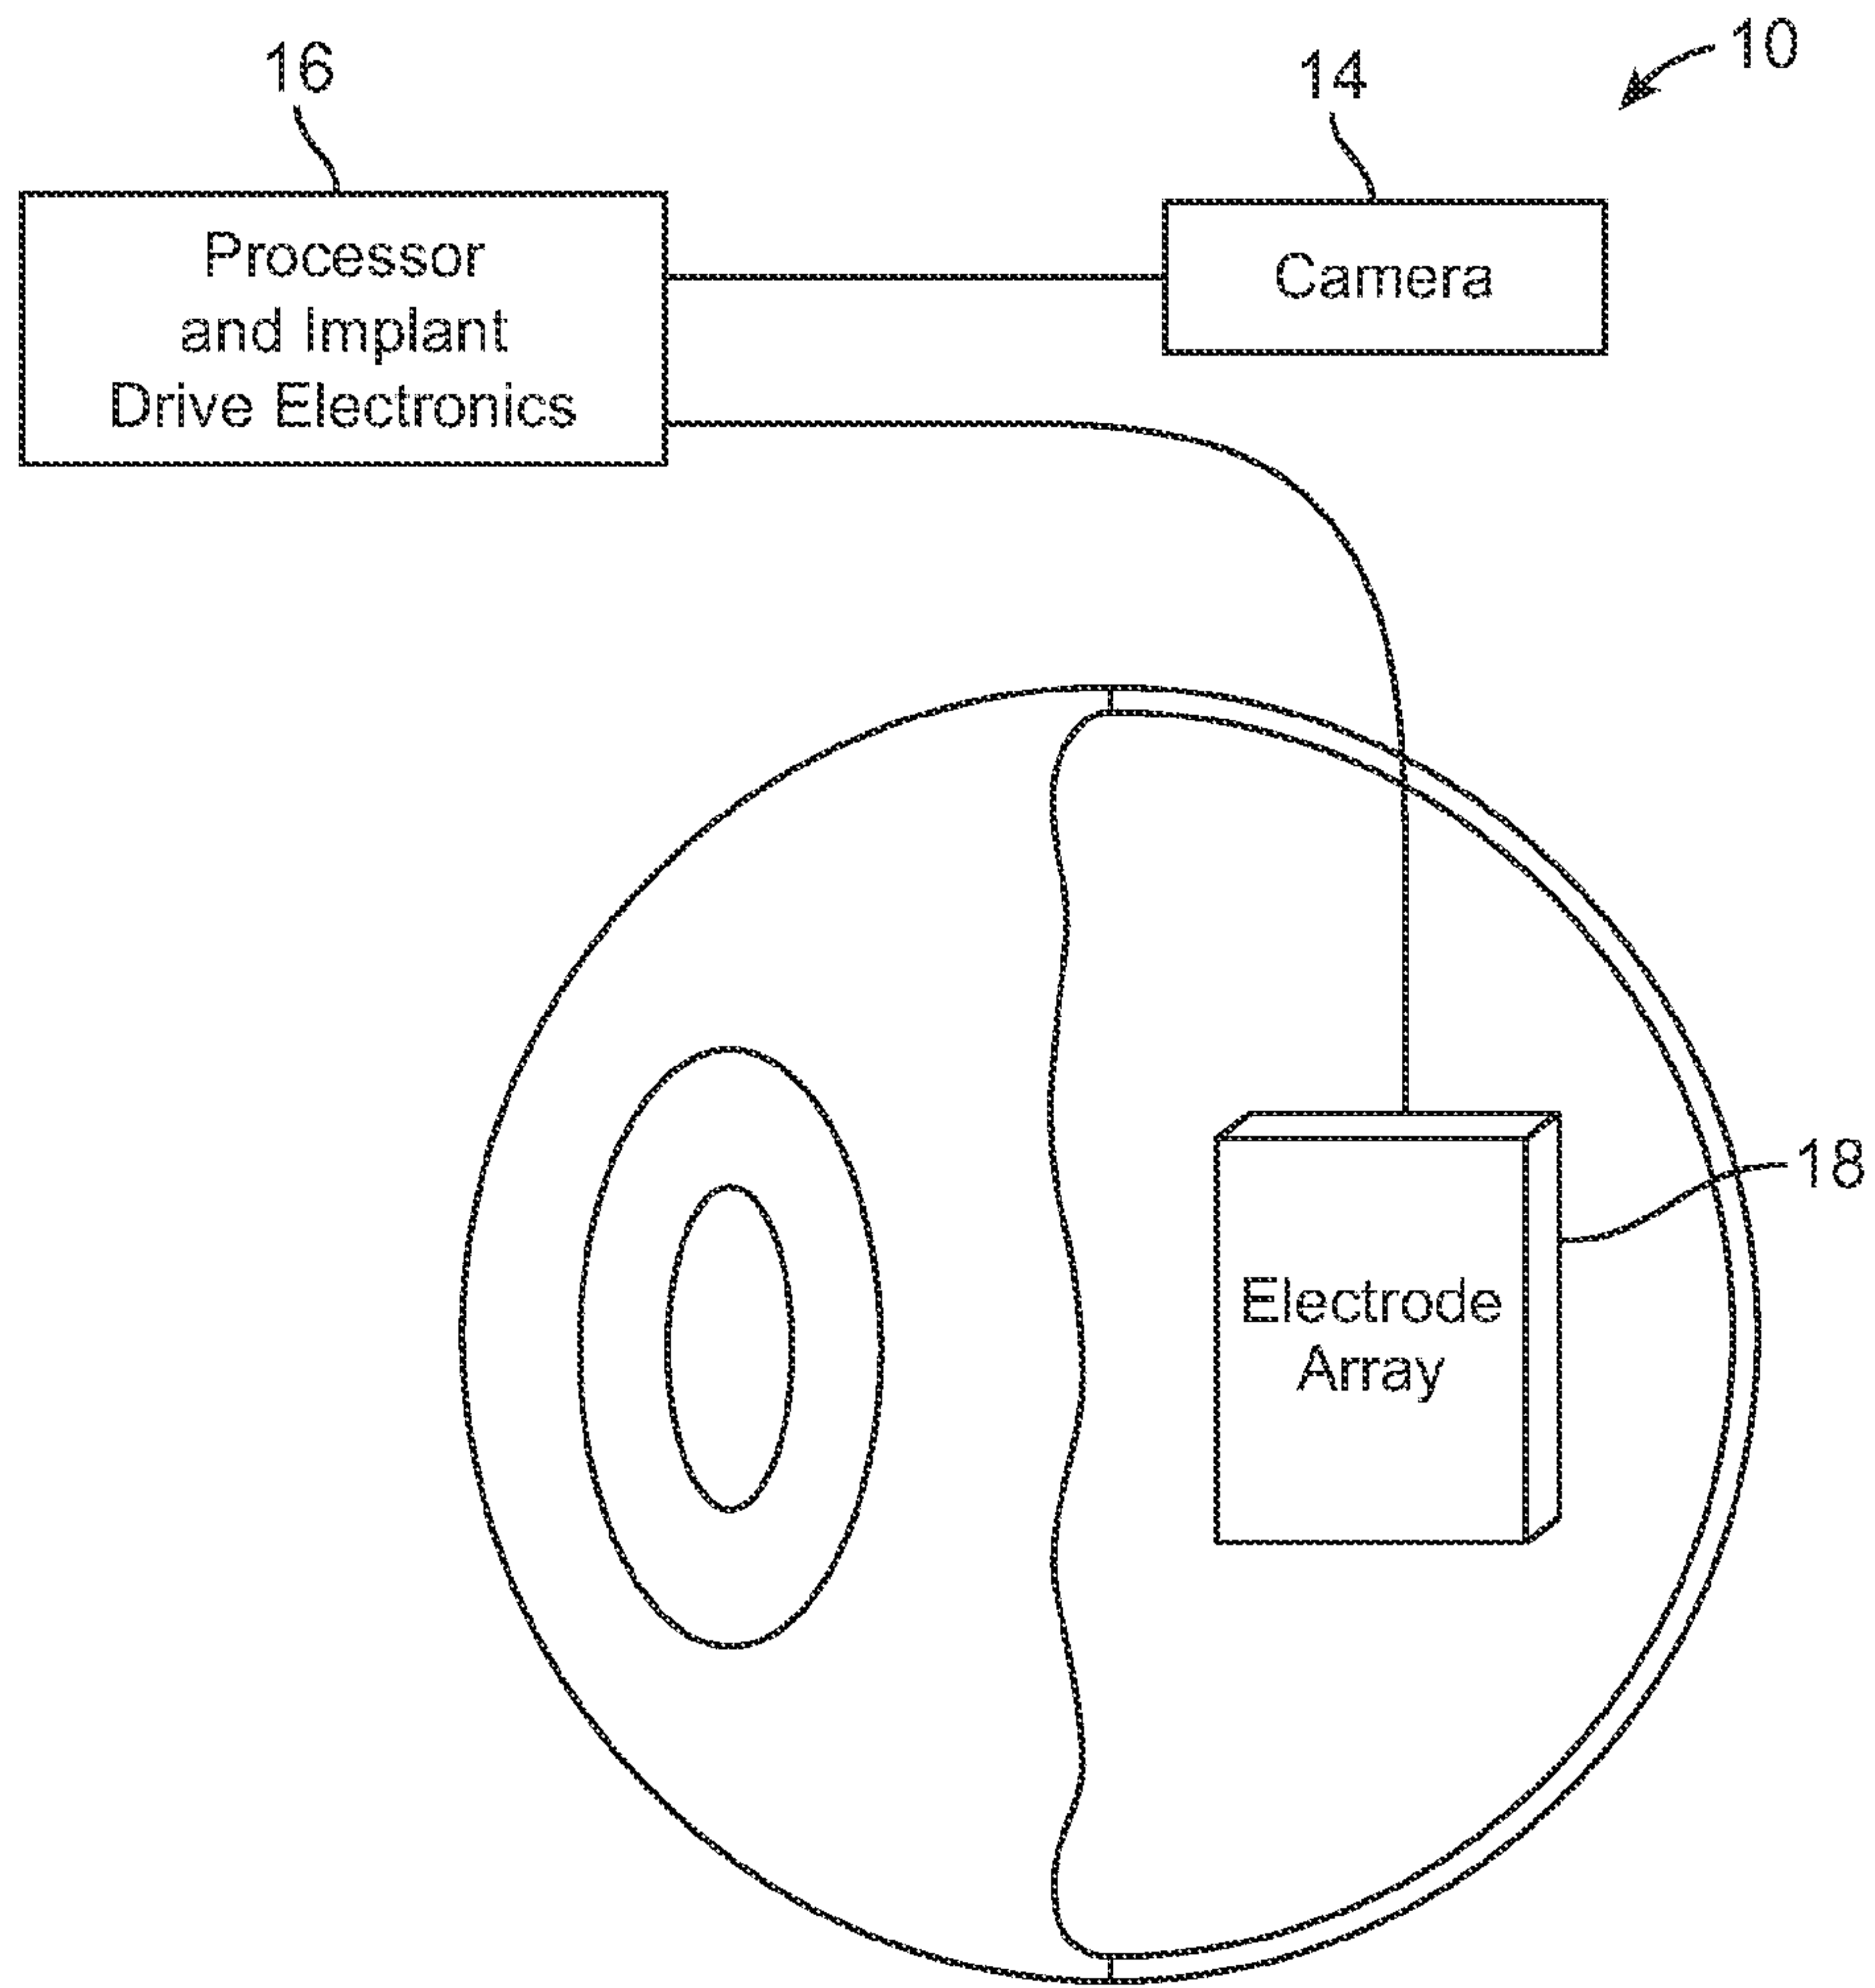 16
14
10
Processor
and Implant
Drive Electronics
Camera
18
Electrode
Array